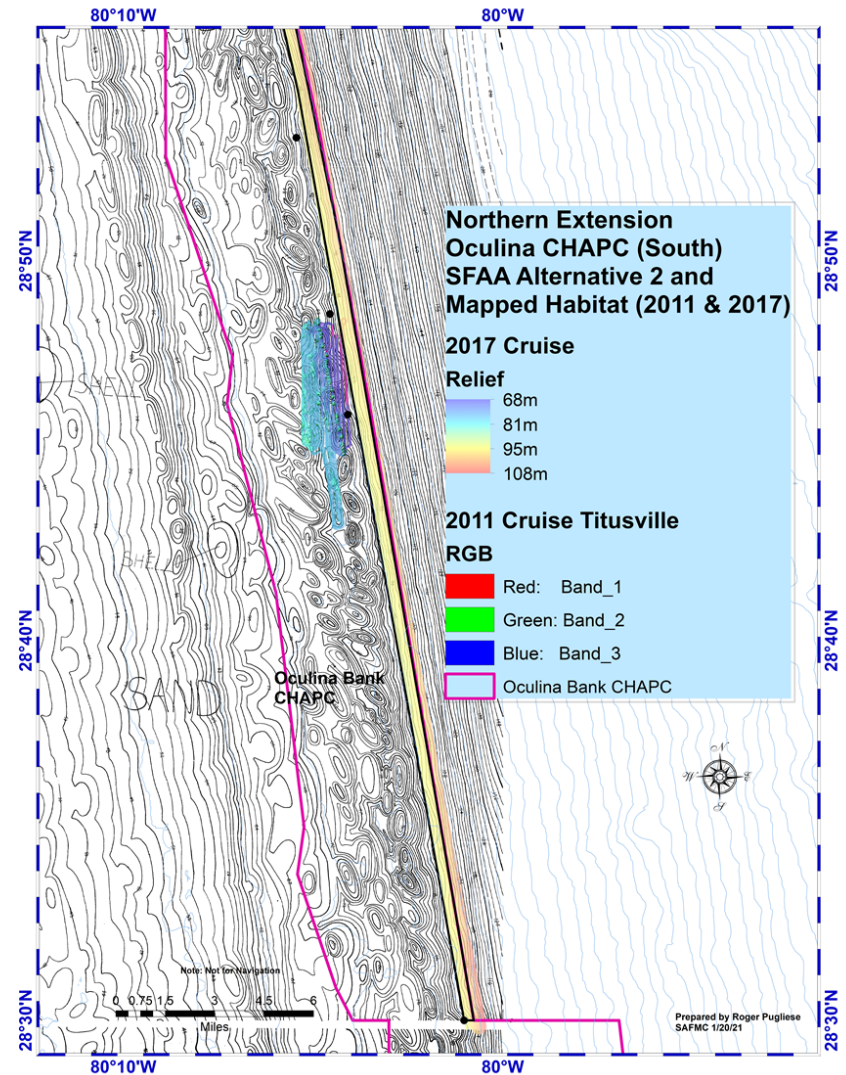 80°10'W
80°W
28°50'N
28°50'N
Northern Extension
Oculina CHAPC (South)
SFAA Alternative 2 and
Mapped Habitat (2011 & 2017)
2017 Cruise
Relief
68m
81m
95m
108m
2011 Cruise Titusville
RGB
Red: Band_1
Green: Band_2
Blue: Band_3
Oculina Bank CHAPC
SHELL
SHELL
28°40'N
28°40'N
SAND
Oculina Bank
CHAPC
N
W
E
S
Note: Not for Navigation
0 0.75 1.5 3 4.5 6
Miles
Prepared by Roger Pugliese
SAFMC 1/20/21
28°30'N
28°30'N
80°10'W
80°W